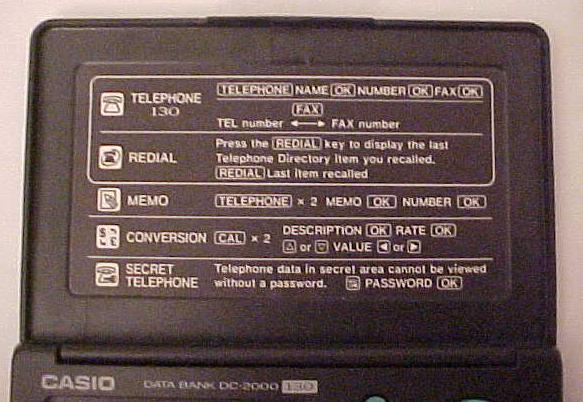 TELEPHONE 130
TELEPHONE NAME OK NUMBER OK FAX OK
FAX
TEL number ◄─► FAX number
REDIAL
Press the REDIAL key to display the last
Telephone Directory item you recalled.
REDIAL Last item recalled
MEMO
TELEPHONE × 2 MEMO OK NUMBER OK
CONVERSION
CAL × 2
DESCRIPTION OK RATE OK
△ or ▽ VALUE ◀ or ▶
SECRET TELEPHONE
Telephone data in secret area cannot be viewed
without a password. PASSWORD OK
CASIO DATA BANK DC-2000 130